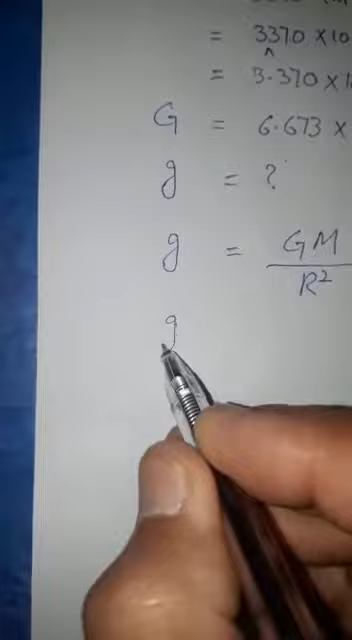 = 3370 × 10
= 3.370 ×
G = 6.673 ×
g = ?
g = GM / R²
g